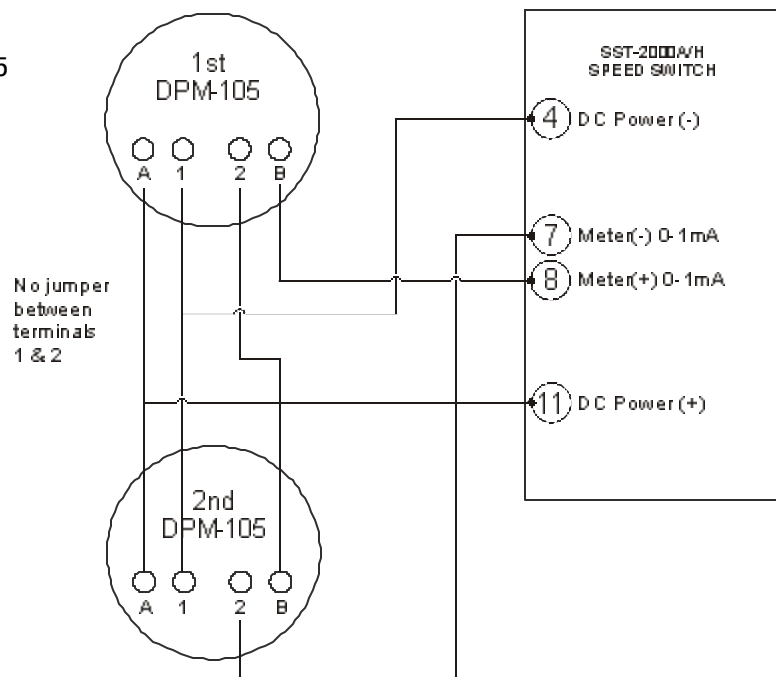 5
1st
DPM-105
A 1 2 B
No jumper
between
terminals
1 & 2
SST-2000A/H
SPEED SWITCH
4 DC Power (-)
7 Meter(-) 0-1mA
8 Meter(+) 0-1mA
11 DC Power (+)
2nd
DPM-105
A 1 2 B